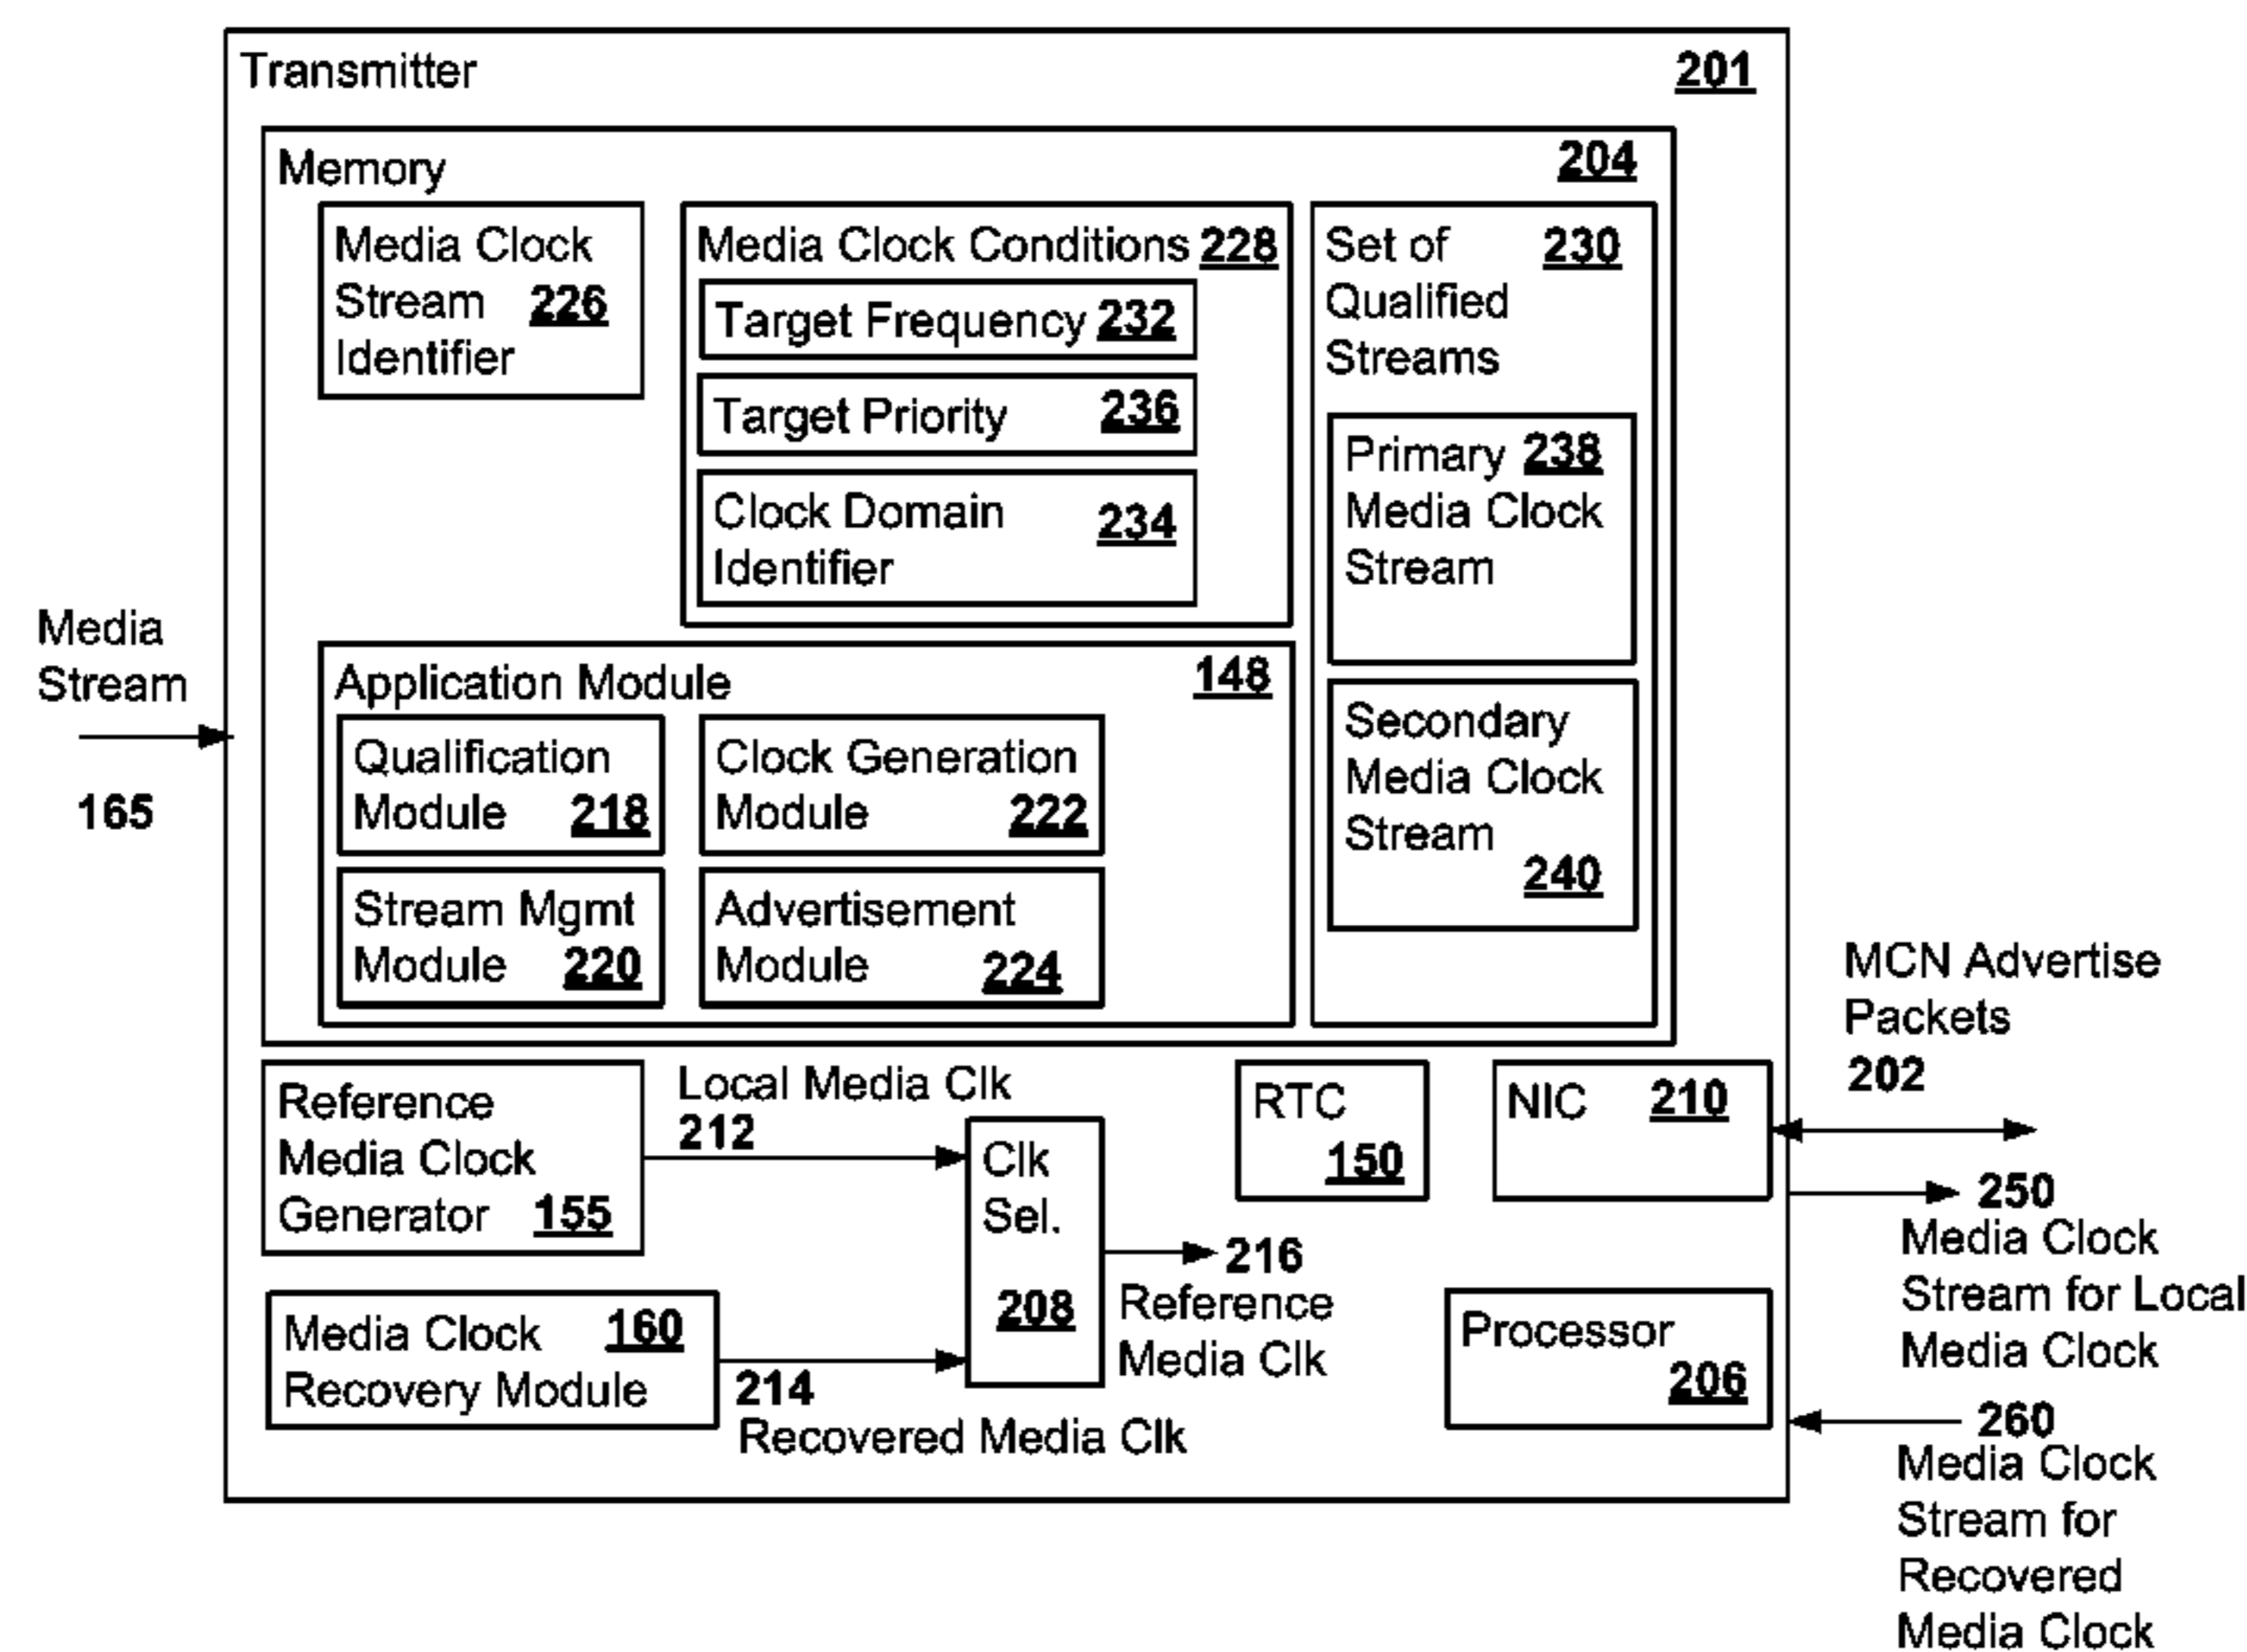 Transmitter 201
Memory 204
Media Clock
Stream 226
Identifier
Media Clock Conditions 228
Target Frequency 232
Target Priority 236
Clock Domain 234
Identifier
Set of 230
Qualified
Streams
Primary 238
Media Clock
Stream
Secondary
Media Clock
Stream
240
Media
Stream
165
Application Module 148
Qualification
Module 218
Clock Generation
Module 222
Stream Mgmt
Module 220
Advertisement
Module 224
MCN Advertise
Packets
202
Reference
Media Clock
Generator 155
Local Media Clk
212
Clk
Sel.
208
RTC
150
NIC 210
216
Reference
Media Clk
Media Clock 160
Recovery Module
214
Recovered Media Clk
Processor
206
250
Media Clock
Stream for Local
Media Clock
260
Media Clock
Stream for
Recovered
Media Clock